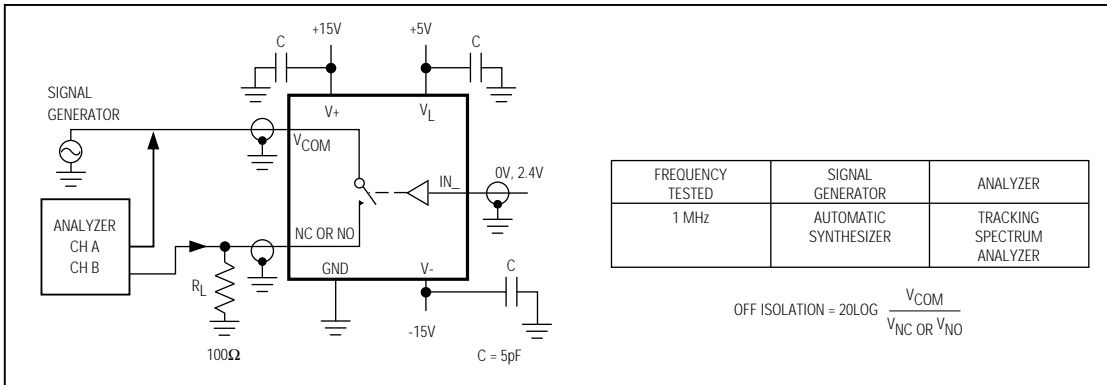 +15V
+5V
C
C
SIGNAL
GENERATOR
V+
VL
VCOM
IN_
0V, 2.4V
ANALYZER
CH A
CH B
NC OR NO
RL
100Ω
GND
V-
C
-15V
C = 5pF
FREQUENCY TESTED
SIGNAL GENERATOR
ANALYZER
1 MHz
AUTOMATIC SYNTHESIZER
TRACKING SPECTRUM ANALYZER
OFF ISOLATION = 20LOG VCOM
VNC OR VNO